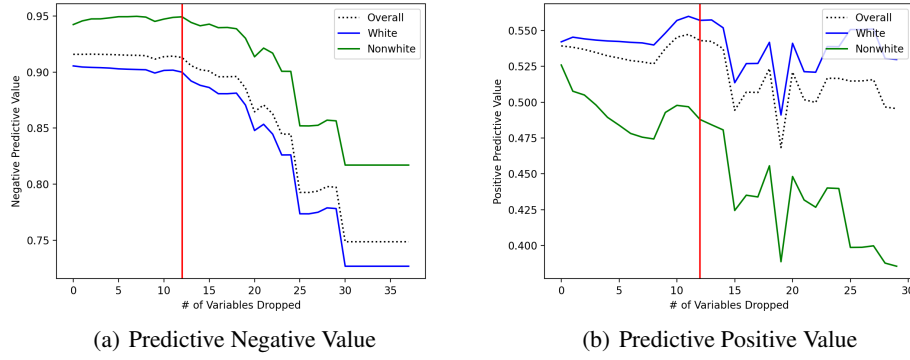 0.95
0.90
0.85
0.80
0.75
Negative Predictive Value
Overall
White
Nonwhite
0 5 10 15 20 25 30 35
# of Variables Dropped
(a) Predictive Negative Value
0.550
0.525
0.500
0.475
0.450
0.425
0.400
Positive Predictive Value
Overall
White
Nonwhite
0 5 10 15 20 25 30
# of Variables Dropped
(b) Predictive Positive Value